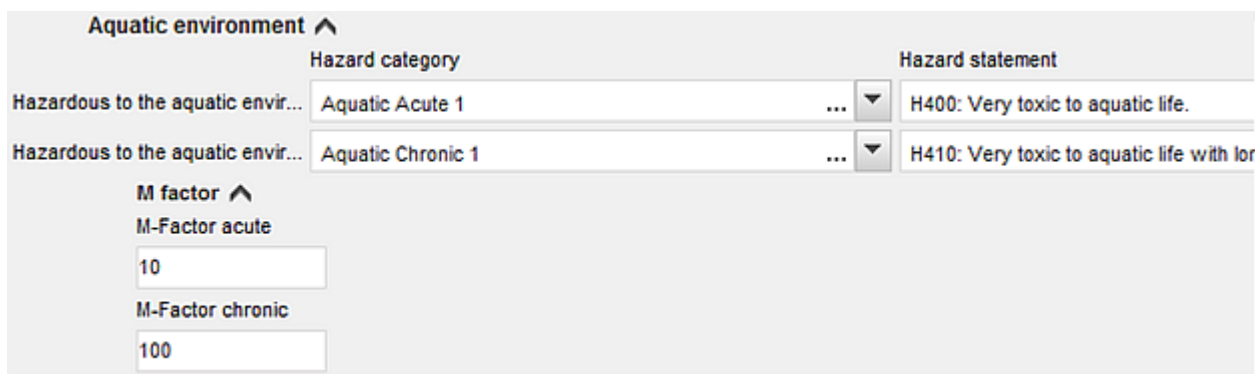 Aquatic environment
Hazard category Hazard statement
Hazardous to the aquatic envir... Aquatic Acute 1 ... H400: Very toxic to aquatic life.
Hazardous to the aquatic envir... Aquatic Chronic 1 ... H410: Very toxic to aquatic life with lor
M factor
M-Factor acute
10
M-Factor chronic
100